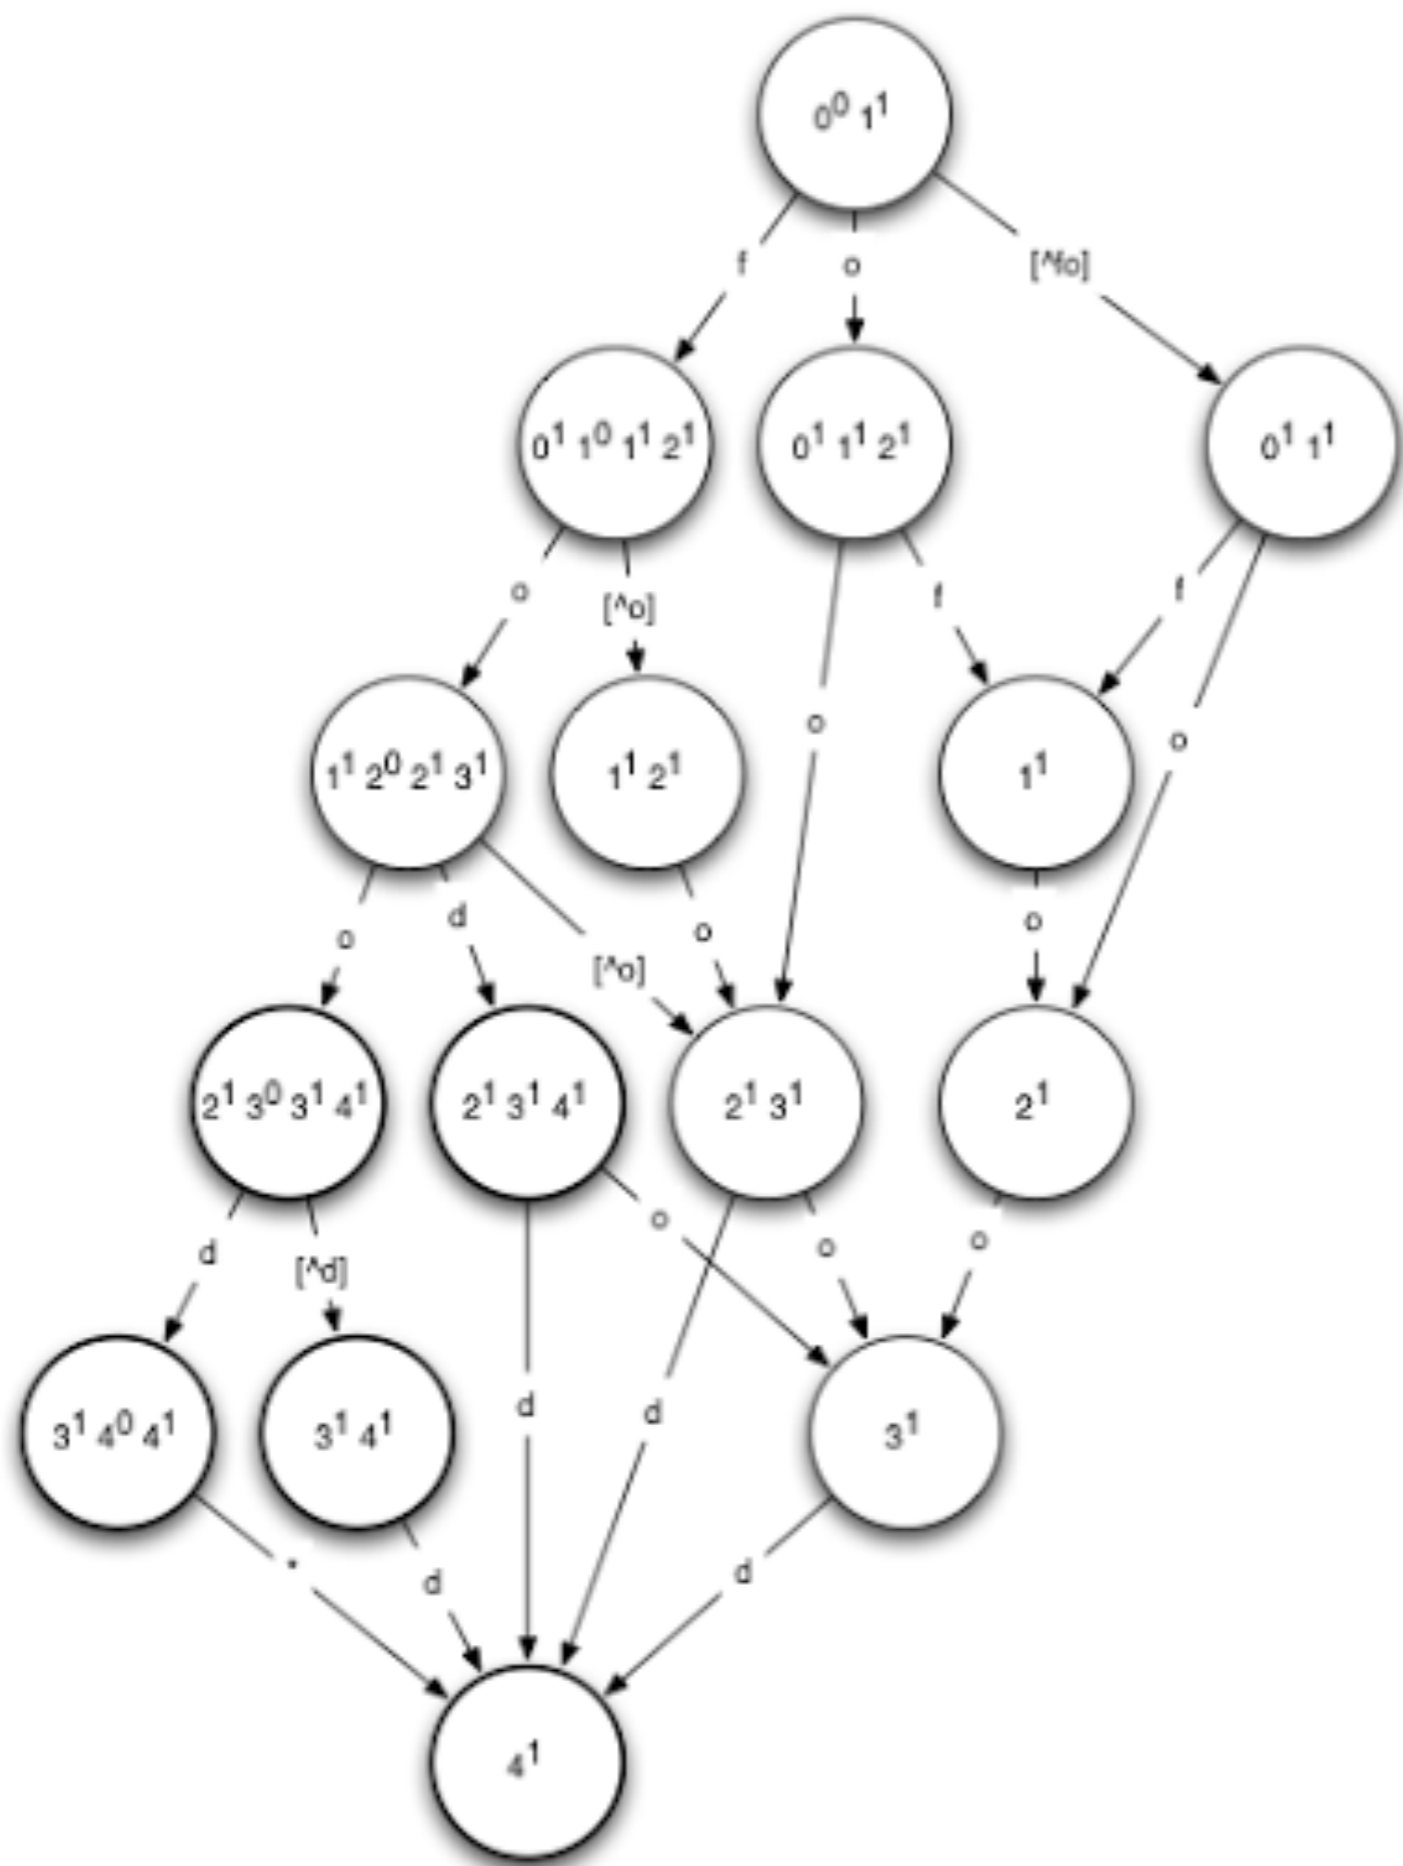 0⁰ 1¹
f o [^fo]
0¹ 1⁰ 1¹ 2¹ 0¹ 1¹ 2¹ 0¹ 1¹
o [^o] f f
o o
1¹ 2⁰ 2¹ 3¹ 1¹ 2¹ 1¹
o d [^o] o o
2¹ 3⁰ 3¹ 4¹ 2¹ 3¹ 4¹ 2¹ 3¹ 2¹
d [^d] o o o
3¹ 4⁰ 4¹ 3¹ 4¹ d d 3¹
* d d
4¹